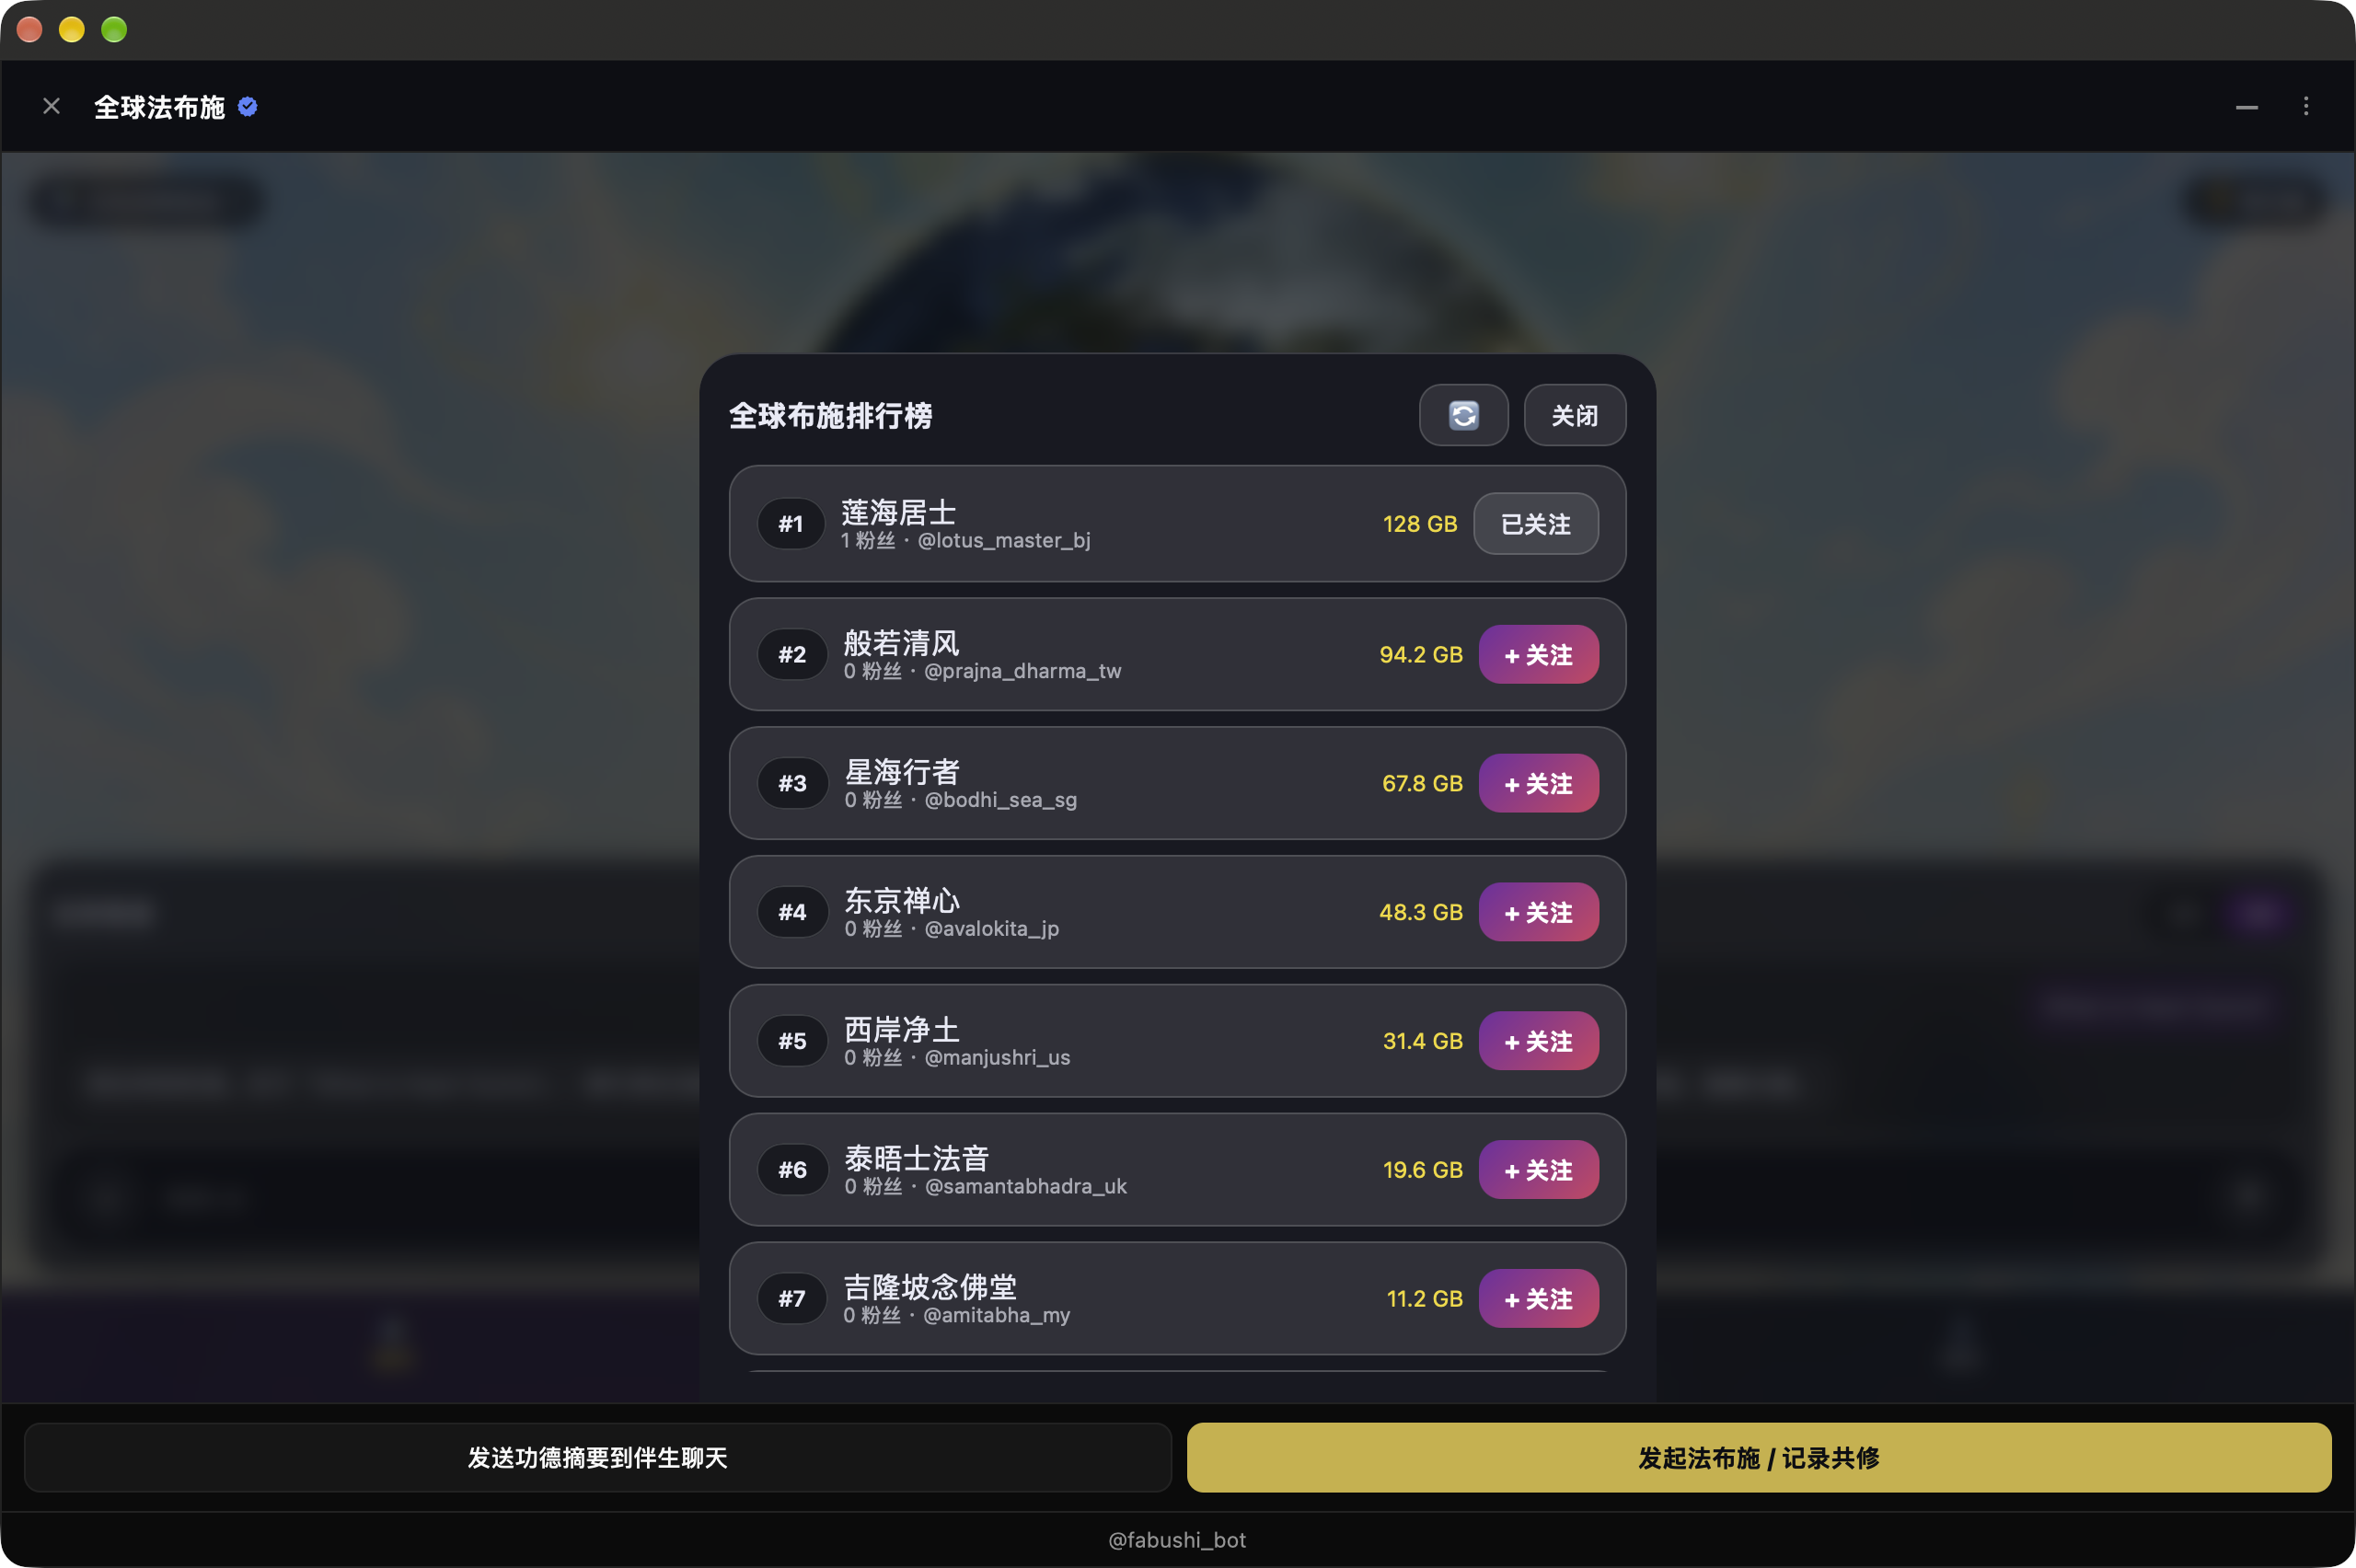 全球法布施
全球布施排行榜
关闭
#1
莲海居士
1 粉丝 · @lotus_master_bj
128 GB
已关注
#2
般若清风
0 粉丝 · @prajna_dharma_tw
94.2 GB
+ 关注
#3
星海行者
0 粉丝 · @bodhi_sea_sg
67.8 GB
+ 关注
#4
东京禅心
0 粉丝 · @avalokita_jp
48.3 GB
+ 关注
#5
西岸净土
0 粉丝 · @manjushri_us
31.4 GB
+ 关注
#6
泰晤士法音
0 粉丝 · @samantabhadra_uk
19.6 GB
+ 关注
#7
吉隆坡念佛堂
0 粉丝 · @amitabha_my
11.2 GB
+ 关注
发送功德摘要到伴生聊天
发起法布施 / 记录共修
@fabushi_bot